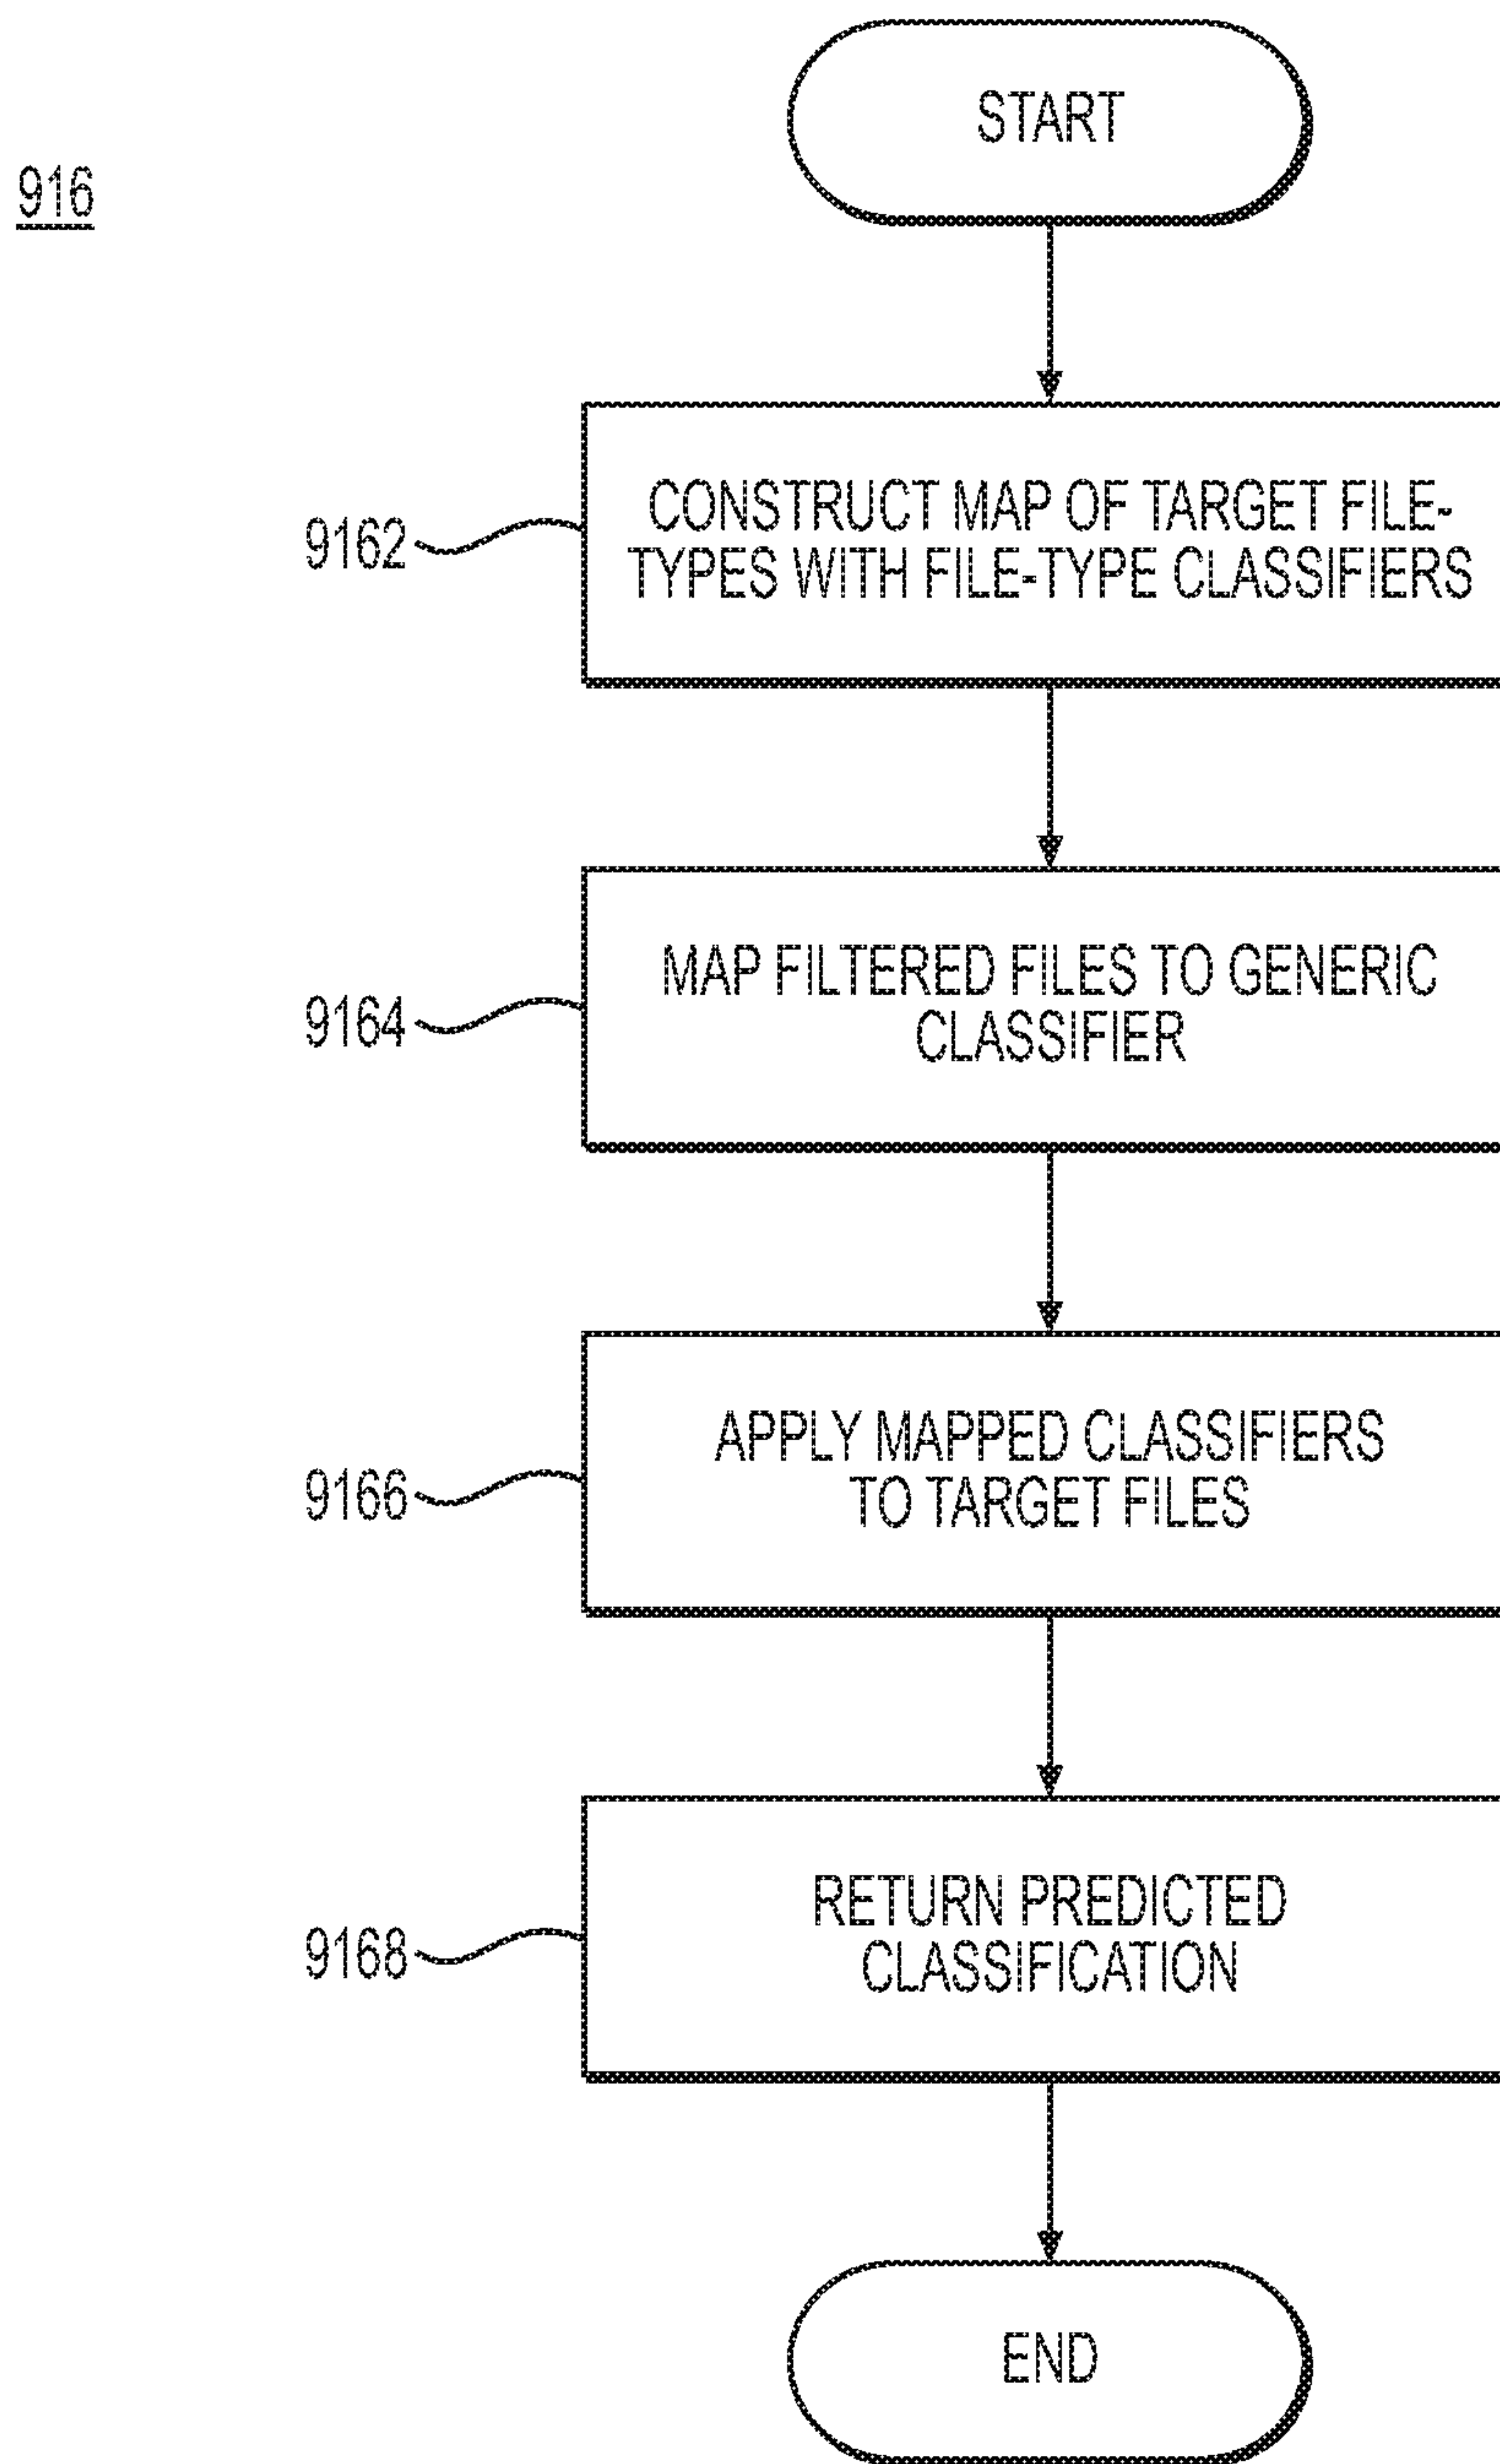 START
916
CONSTRUCT MAP OF TARGET FILE-
TYPES WITH FILE-TYPE CLASSIFIERS
9162
MAP FILTERED FILES TO GENERIC
CLASSIFIER
9164
APPLY MAPPED CLASSIFIERS
TO TARGET FILES
9166
RETURN PREDICTED
CLASSIFICATION
9168
END